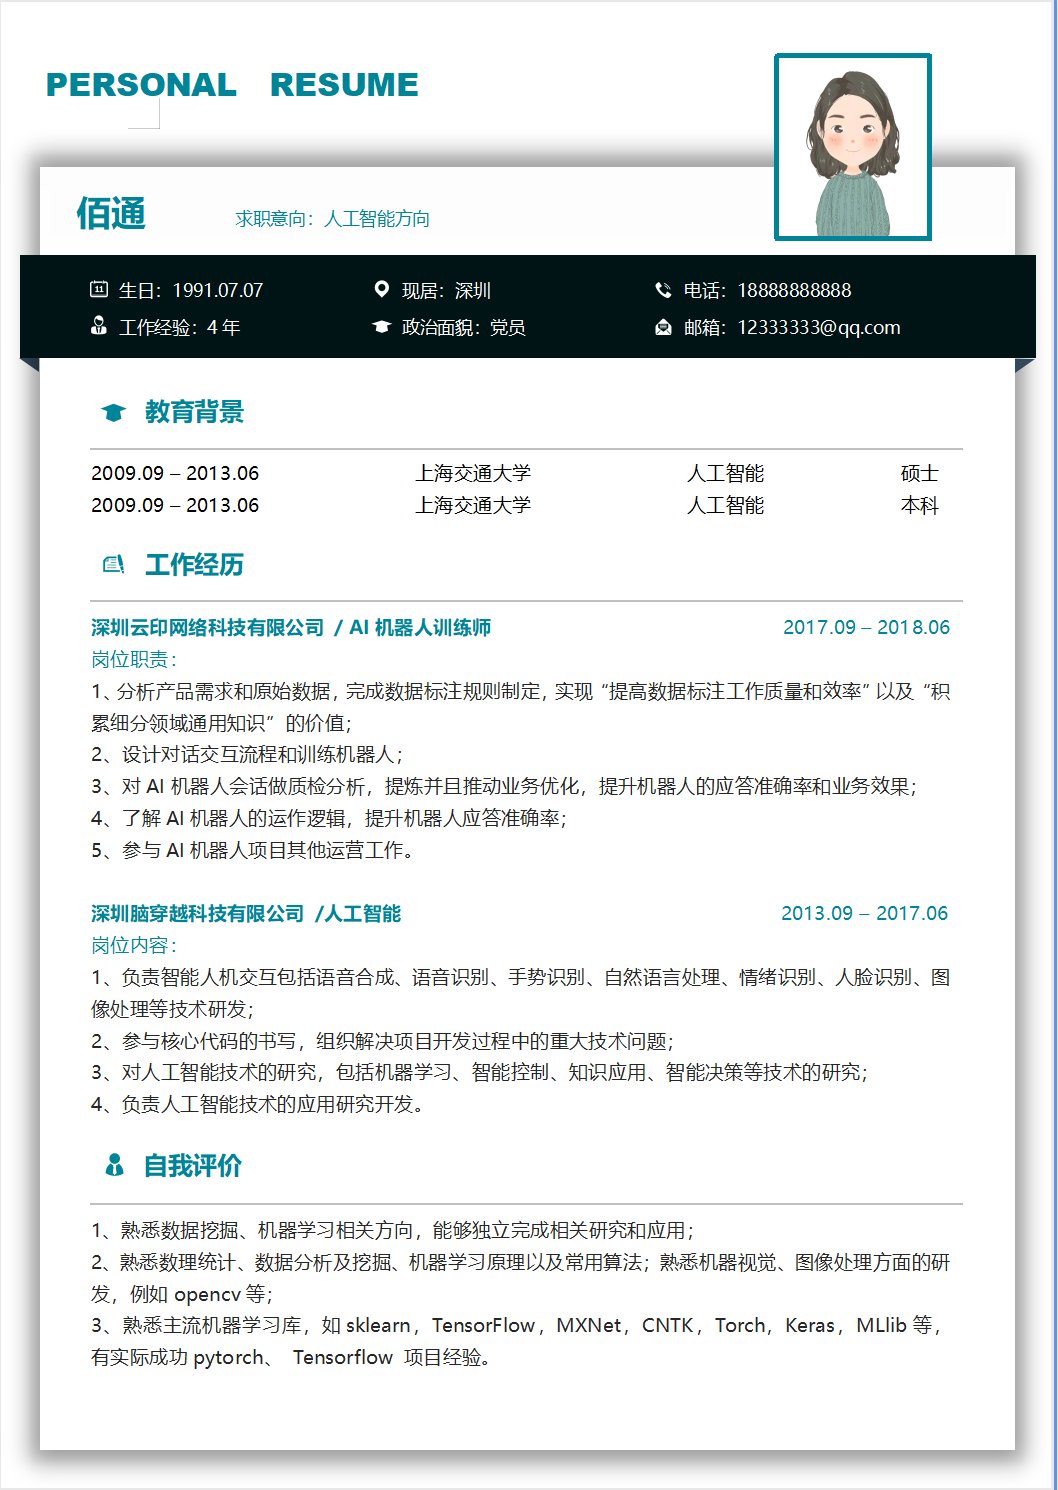 PERSONAL RESUME
佰通 求职意向：人工智能方向
11 生日：1991.07.07 现居：深圳 电话：18888888888
工作经验：4 年 政治面貌：党员 邮箱：12333333@qq.com
教育背景
2009.09 – 2013.06 上海交通大学 人工智能 硕士
2009.09 – 2013.06 上海交通大学 人工智能 本科
工作经历
深圳云印网络科技有限公司 / AI 机器人训练师 2017.09 – 2018.06
岗位职责：
1、分析产品需求和原始数据，完成数据标注规则制定，实现“提高数据标注工作质量和效率”以及“积
累细分领域通用知识”的价值；
2、设计对话交互流程和训练机器人；
3、对 AI 机器人会话做质检分析，提炼并且推动业务优化，提升机器人的应答准确率和业务效果；
4、了解 AI 机器人的运作逻辑，提升机器人应答准确率；
5、参与 AI 机器人项目其他运营工作。
深圳脑穿越科技有限公司 /人工智能 2013.09 – 2017.06
岗位内容：
1、负责智能人机交互包括语音合成、语音识别、手势识别、自然语言处理、情绪识别、人脸识别、图
像处理等技术研发；
2、参与核心代码的书写，组织解决项目开发过程中的重大技术问题；
3、对人工智能技术的研究，包括机器学习、智能控制、知识应用、智能决策等技术的研究；
4、负责人工智能技术的应用研究开发。
自我评价
1、熟悉数据挖掘、机器学习相关方向，能够独立完成相关研究和应用；
2、熟悉数理统计、数据分析及挖掘、机器学习原理以及常用算法；熟悉机器视觉、图像处理方面的研
发，例如 opencv 等；
3、熟悉主流机器学习库，如 sklearn，TensorFlow，MXNet，CNTK，Torch，Keras，MLlib 等，
有实际成功 pytorch、 Tensorflow 项目经验。